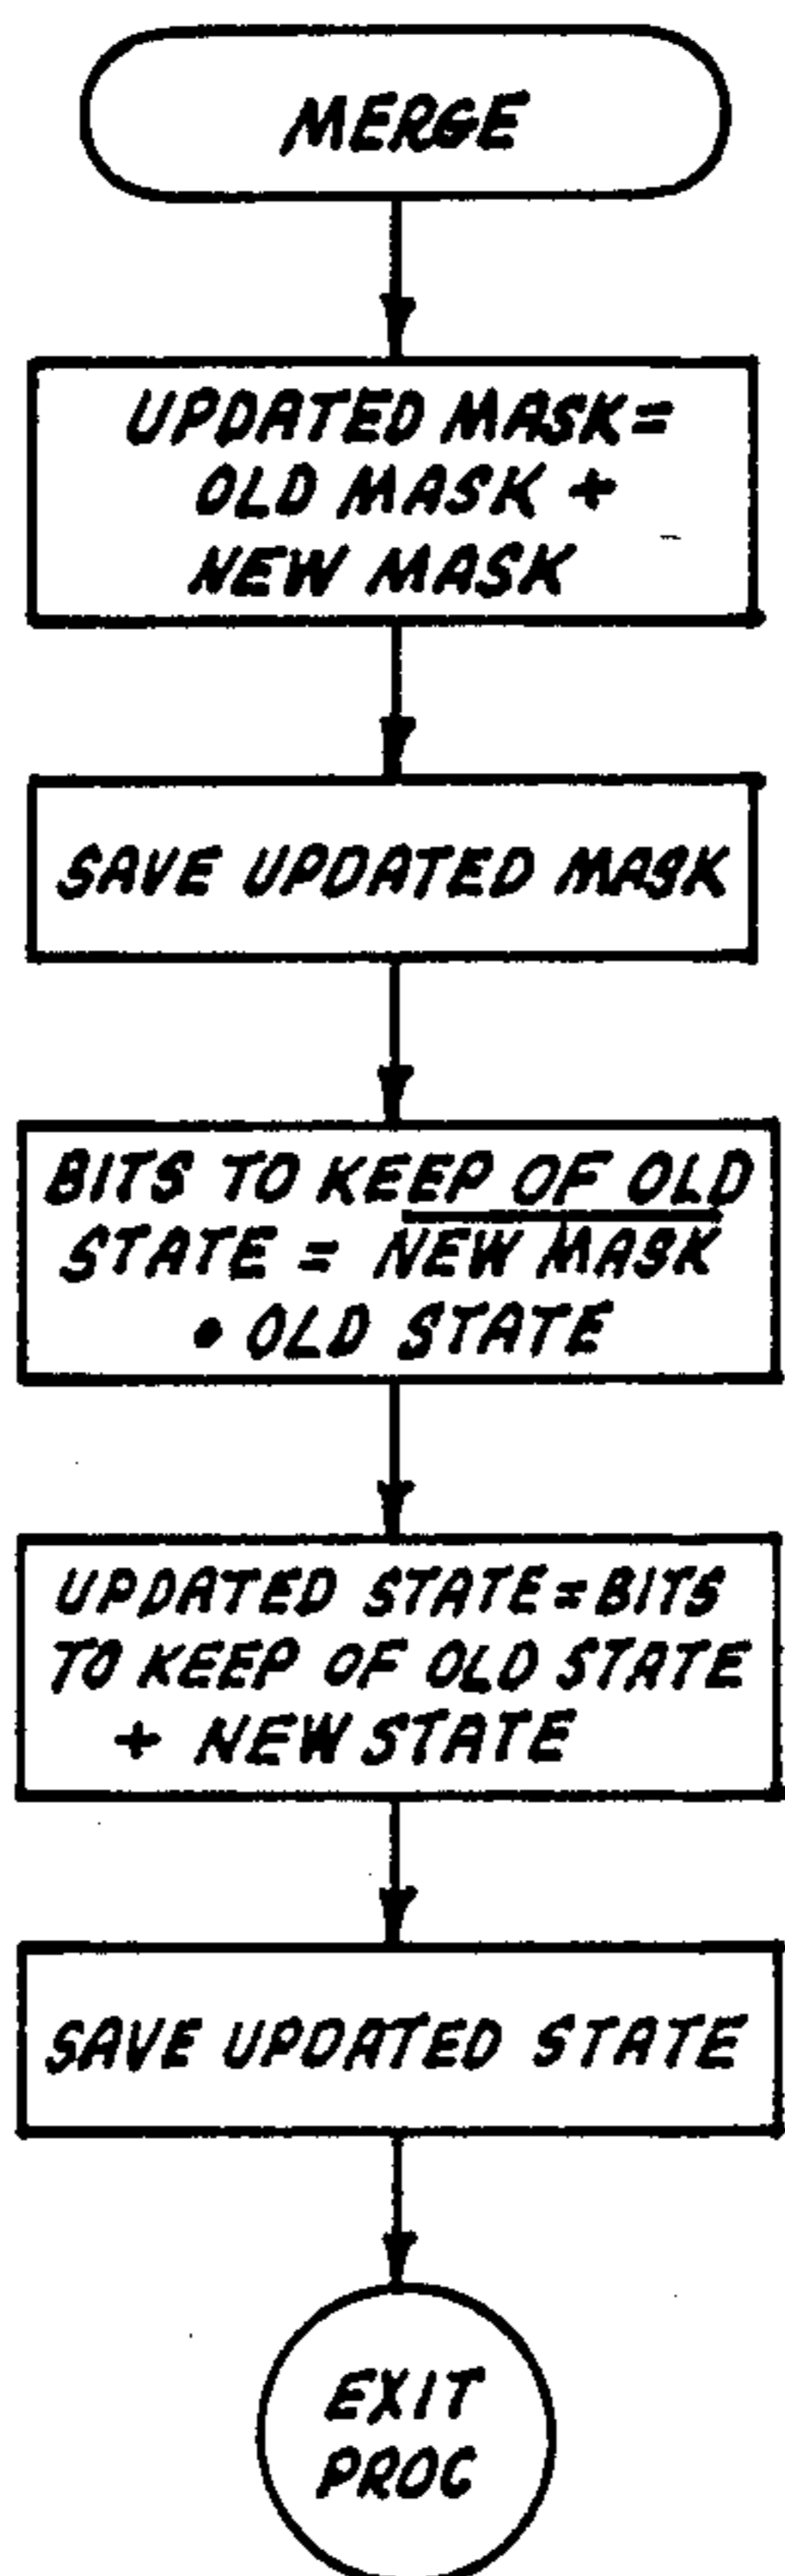 MERGE
UPDATED MASK=
OLD MASK +
NEW MASK
SAVE UPDATED MASK
BITS TO KEEP OF OLD
STATE = NEW MASK
• OLD STATE
UPDATED STATE=BITS
TO KEEP OF OLD STATE
+ NEW STATE
SAVE UPDATED STATE
EXIT
PROC